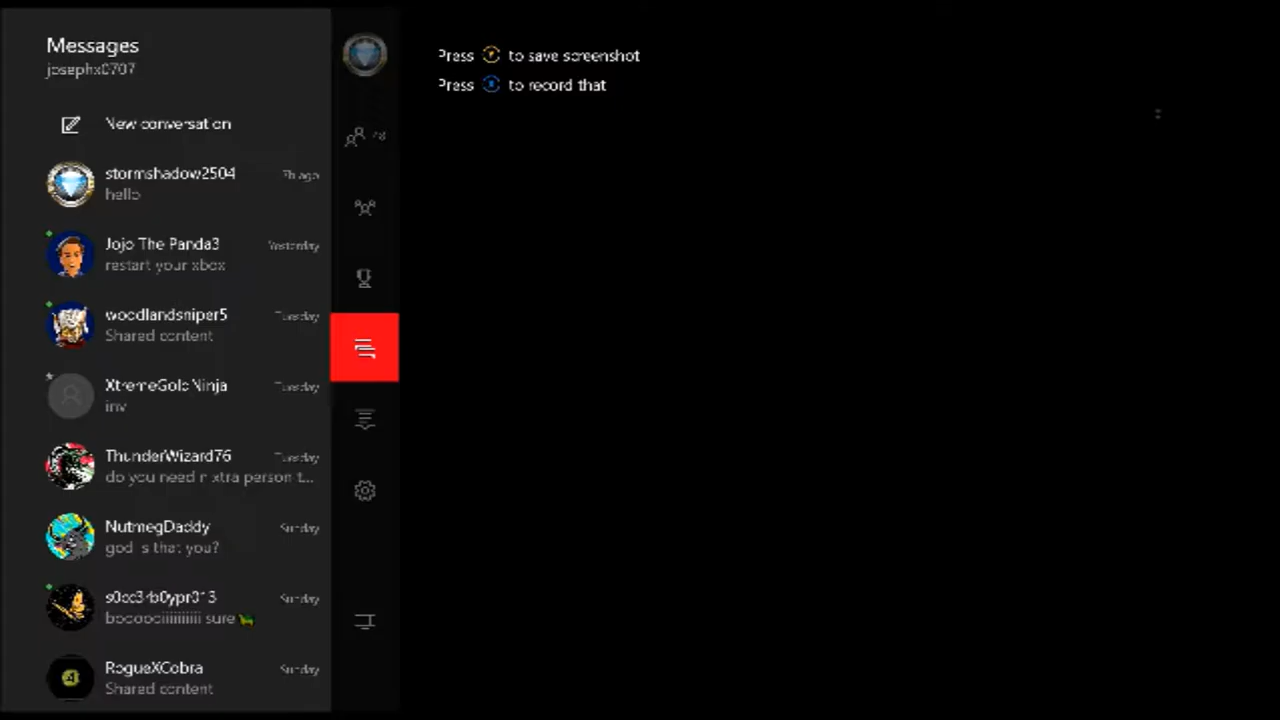 Messages
josephx0707
New conversation
stormshadow2504
7h ago
hello
Jojo The Panda3
Yesterday
restart your xbox
woodlandsniper5
Tuesday
Shared content
XtremeGoldNinja
Tuesday
inv
ThunderWizard76
Tuesday
do you need n xtra person t...
NutmegDaddy
Sunday
god is that you?
Sunday
sure
RogueXCobra
Sunday
Shared content
Press Y to save screenshot
Press X to record that